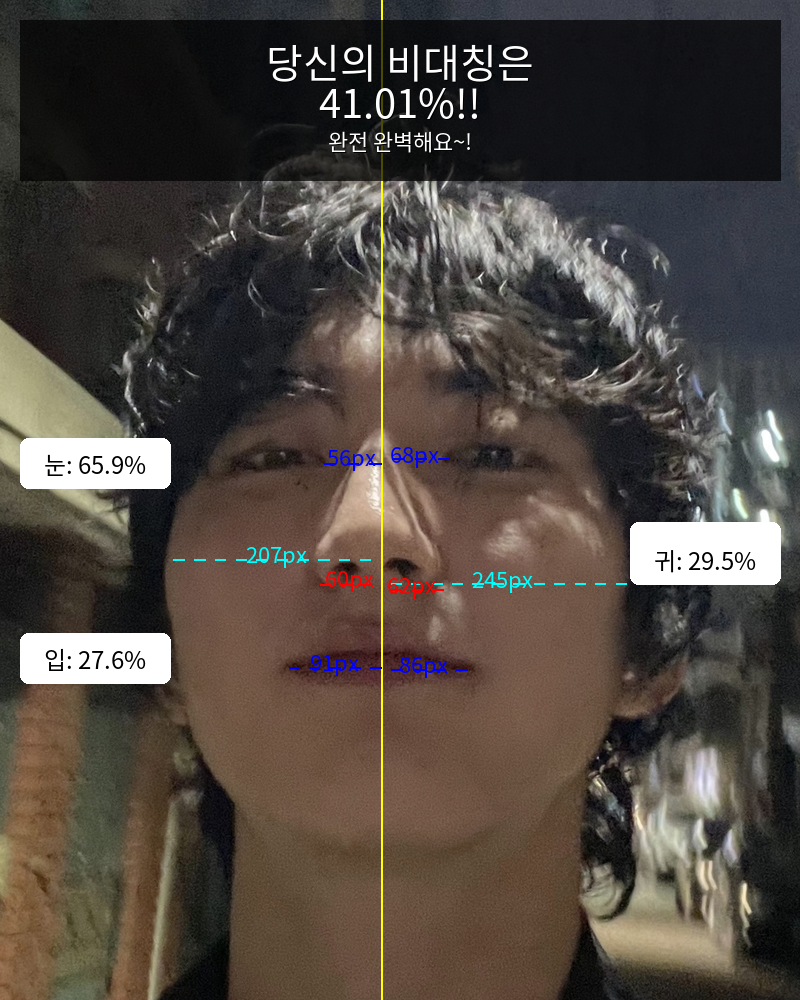 당신의 비대칭은
41.01%!!
완전 완벽해요~!
눈: 65.9%
56px
68px
207px
귀: 29.5%
60px
62px
245px
입: 27.6%
91px
86px